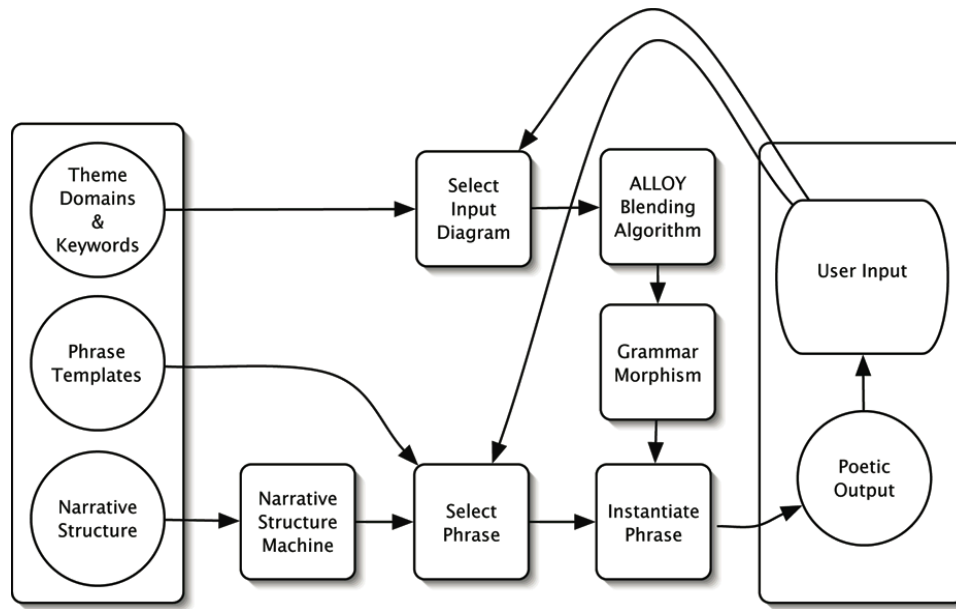 Theme
Domains
&
Keywords
Select
Input
Diagram
ALLOY
Blending
Algorithm
User Input
Phrase
Templates
Grammar
Morphism
Narrative
Structure
Narrative
Structure
Machine
Select
Phrase
Instantiate
Phrase
Poetic
Output